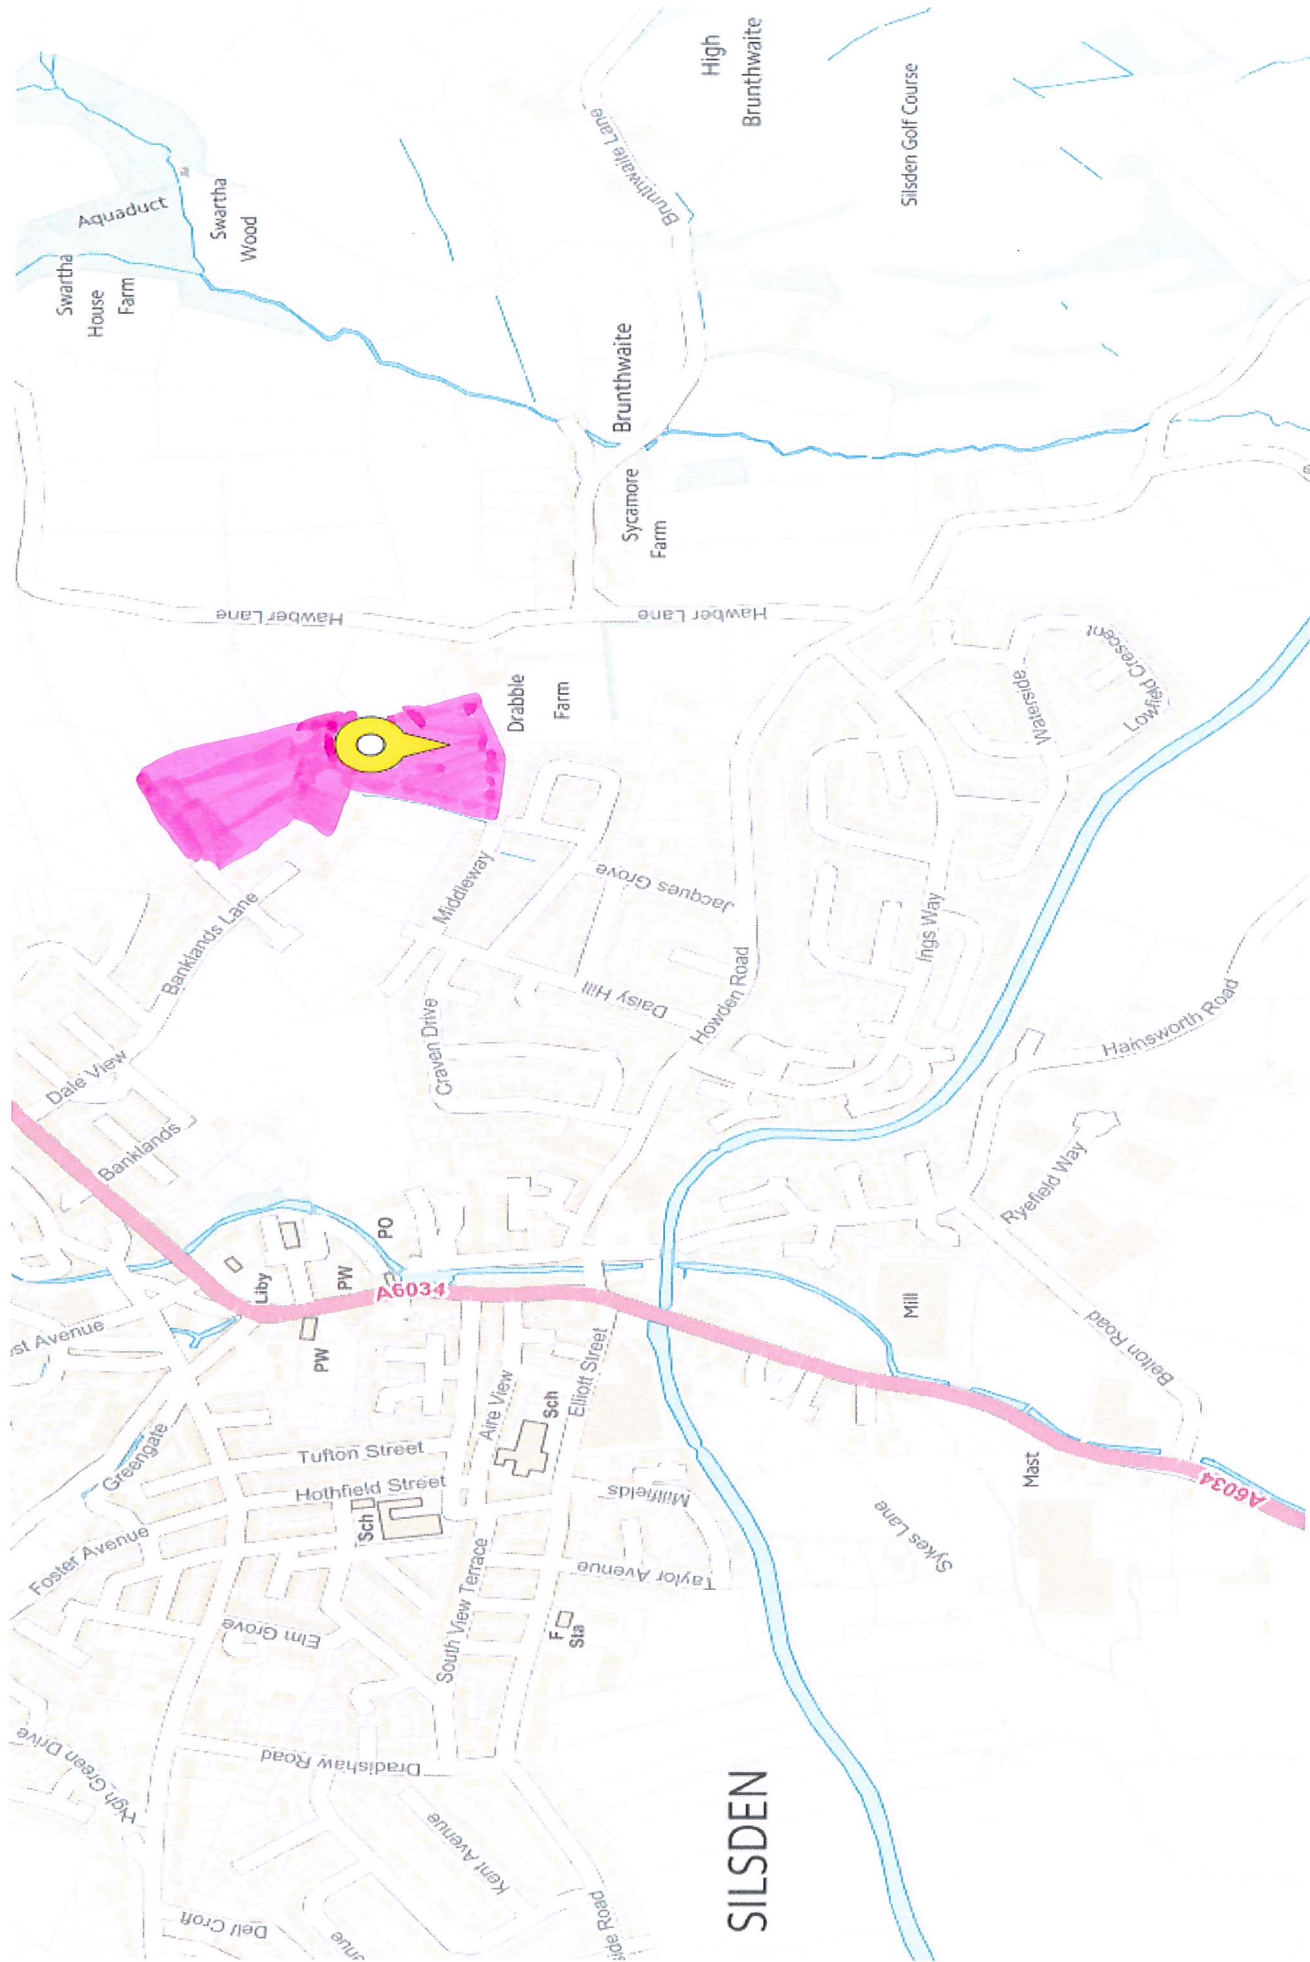 High
Brunthwaite
Silsden Golf Course
Brunthwaite Lane
Aquaduct
Swartha
Wood
Swartha
House
Farm
Brunthwaite
Sycamore
Farm
Hawber Lane
Hawber Lane
Drabble
Farm
Waterside
Lowfield Crescent
Middleway
Jacques Grove
Banklands Lane
Ings Way
Daisy Hill
Howden Road
Craven Drive
Hainsworth Road
Dale View
Banklands
Ryefield Way
PO
PW
Liby
A6034
PW
Mill
Belton Road
st Avenue
Aire View
Elliott Street
Sch
Greengate
Tufton Street
Hothfield Street
Sch
Millfields
Mast
A6034
Sykes Lane
Foster Avenue
South View Terrace
Taylor Avenue
Elm Grove
F
Sta
Dradishaw Road
High Green Drive
Kent Avenue
SILSDEN
Dell Croft
nue
side Road